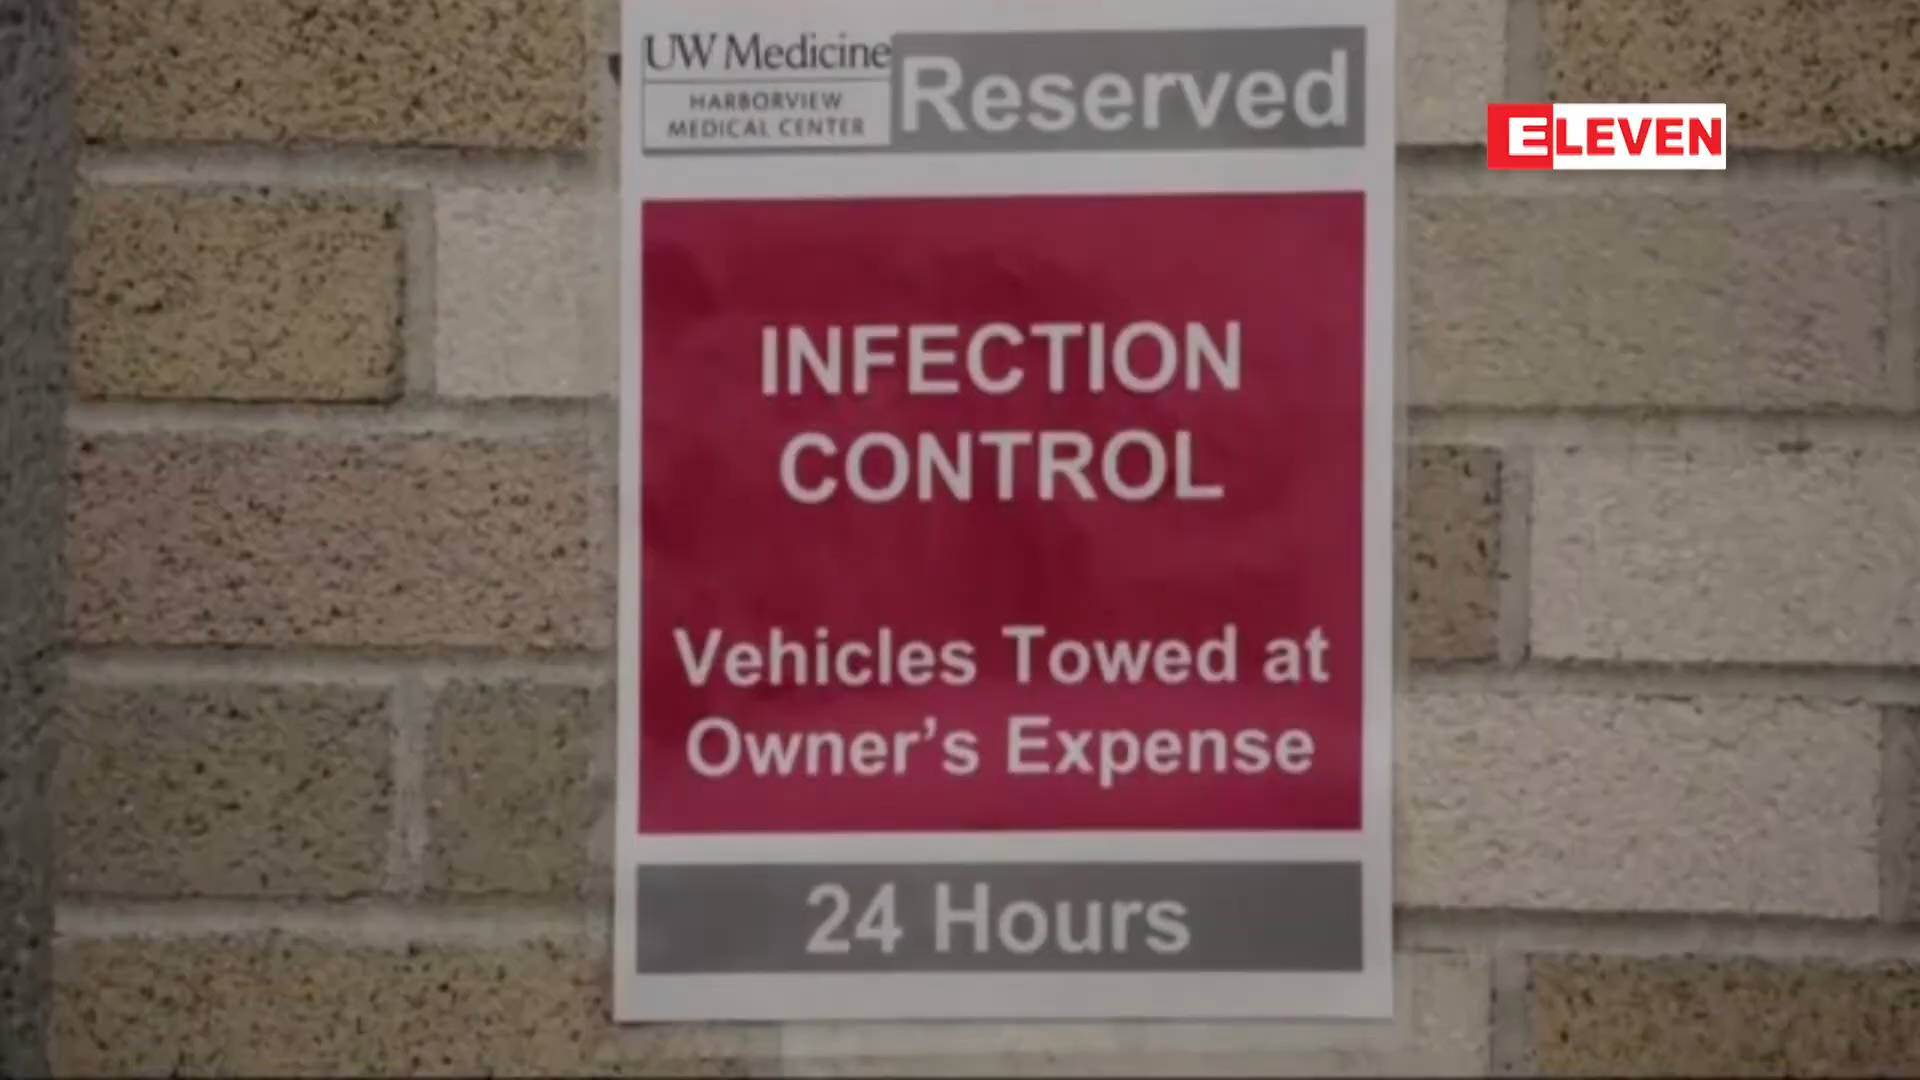 UW Medicine
HARBORVIEW
MEDICAL CENTER
Reserved
ELEVEN
INFECTION
CONTROL
Vehicles Towed at
Owner's Expense
24 Hours